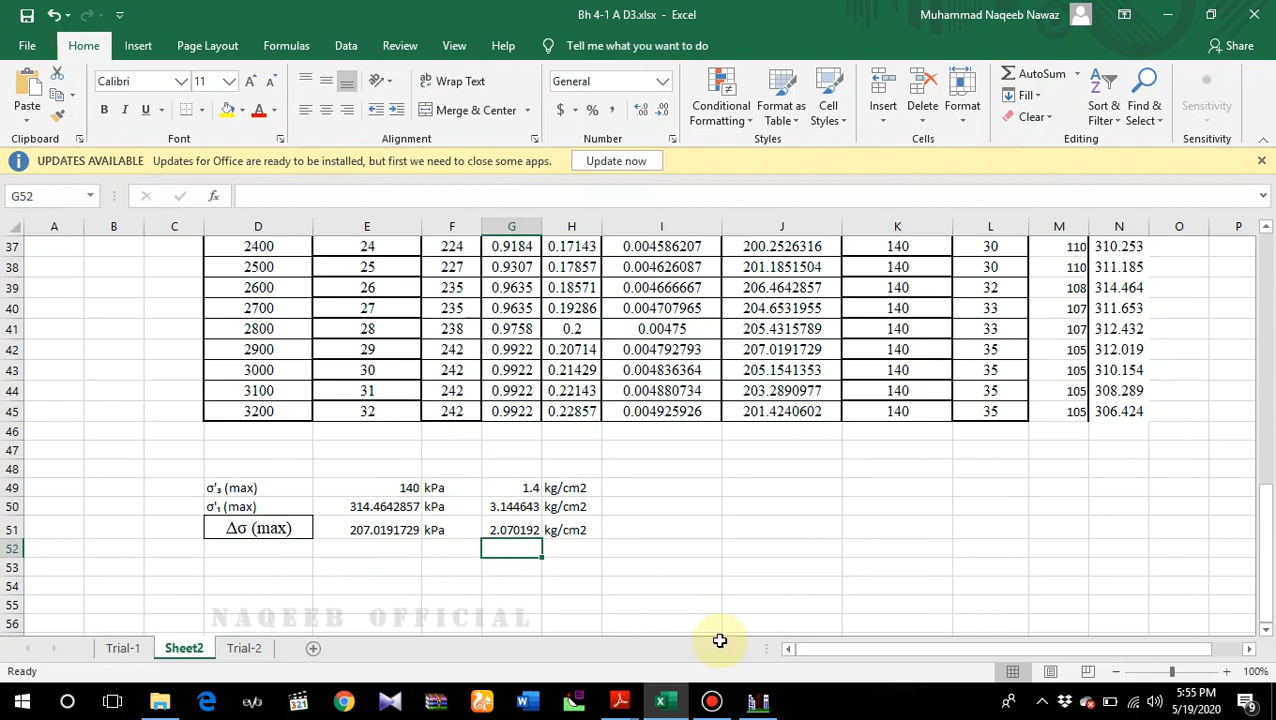 Bh 4-1 A D3.xlsx - Excel
Muhammad Naqeeb Nawaz
File Home Insert Page Layout Formulas Data Review View Help Tell me what you want to do Share
Paste
Calibri 11
B I U
Wrap Text
Merge & Center
General
$ % ,
Conditional Formatting
Format as Table
Cell Styles
Insert Delete Format
AutoSum
Fill
Clear
Sort & Filter
Find & Select
Sensitivity
Clipboard Font Alignment Number Styles Cells Editing Sensitivity
UPDATES AVAILABLE Updates for Office are ready to be installed, but first we need to close some apps. Update now
G52 fx
A B C D E F G H I J K L M N O P
37 2400 24 224 0.9184 0.17143 0.004586207 200.2526316 140 30 110 310.253
38 2500 25 227 0.9307 0.17857 0.004626087 201.1851504 140 30 110 311.185
39 2600 26 235 0.9635 0.18571 0.004666667 206.4642857 140 32 108 314.464
40 2700 27 235 0.9635 0.19286 0.004707965 204.6531955 140 33 107 311.653
41 2800 28 238 0.9758 0.2 0.00475 205.4315789 140 33 107 312.432
42 2900 29 242 0.9922 0.20714 0.004792793 207.0191729 140 35 105 312.019
43 3000 30 242 0.9922 0.21429 0.004836364 205.1541353 140 35 105 310.154
44 3100 31 242 0.9922 0.22143 0.004880734 203.2890977 140 35 105 308.289
45 3200 32 242 0.9922 0.22857 0.004925926 201.4240602 140 35 105 306.424
46
47
48
49 σ'₃ (max) 140 kPa 1.4 kg/cm2
50 σ'₁ (max) 314.4642857 kPa 3.144643 kg/cm2
51 Δσ (max) 207.0191729 kPa 2.070192 kg/cm2
52
53
54
55
56
NAQEEB OFFICIAL
Trial-1 Sheet2 Trial-2
Ready 100%
5:55 PM
5/19/2020